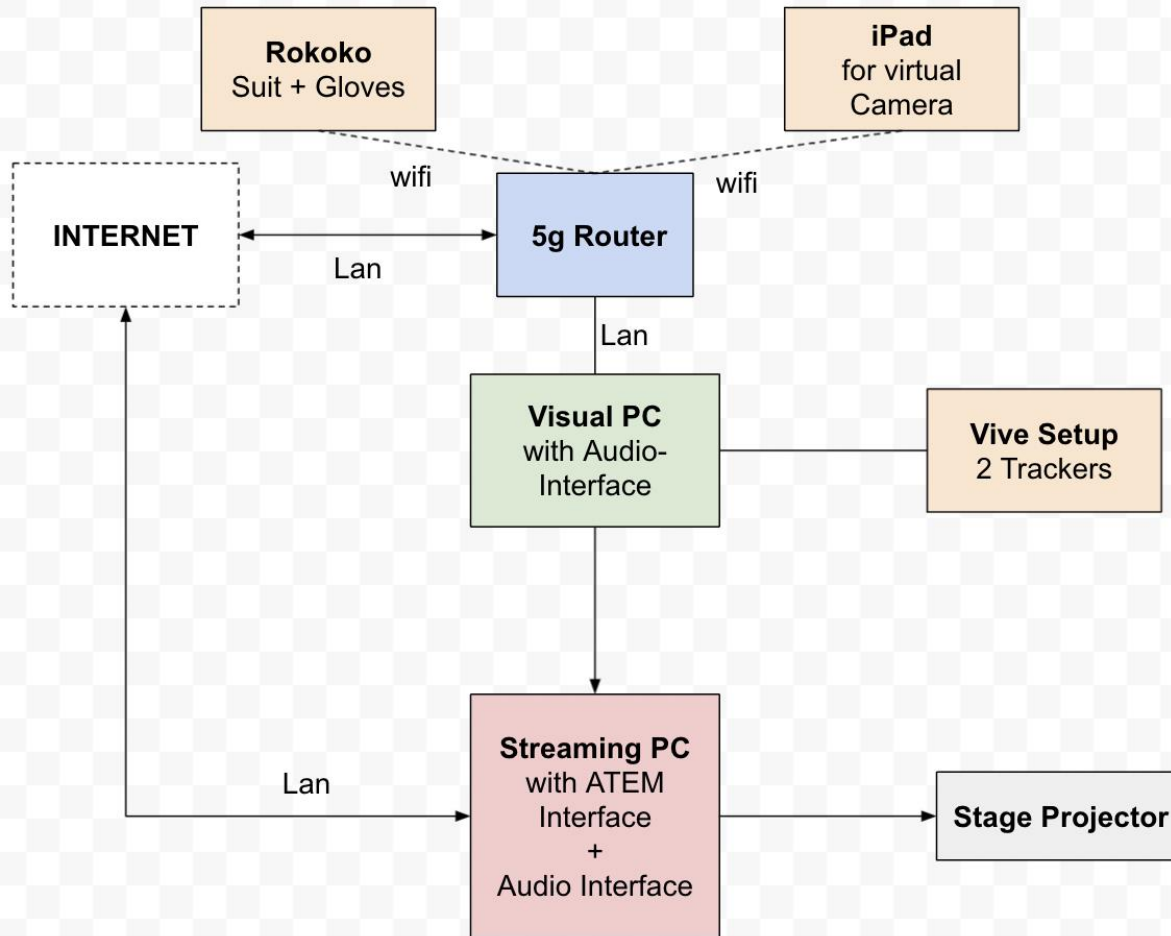 Rokoko
Suit + Gloves
iPad
for virtual
Camera
wifi
wifi
INTERNET
Lan
5g Router
Lan
Visual PC
with Audio-
Interface
Vive Setup
2 Trackers
Lan
Streaming PC
with ATEM
Interface
+
Audio Interface
Stage Projector